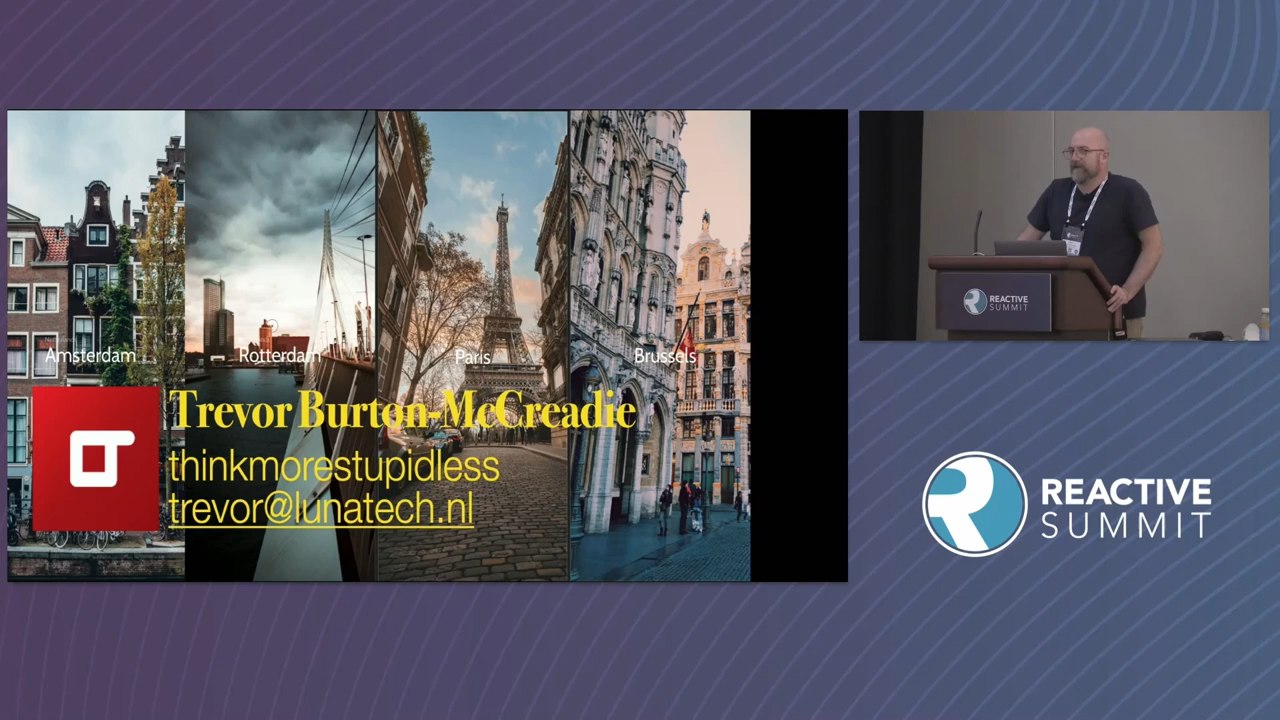 Amsterdam
Rotterdam
Paris
Brussels
Trevor Burton-McCreadie
thinkmorestupidless
trevor@lunatech.nl
REACTIVE
SUMMIT
REACTIVE
SUMMIT